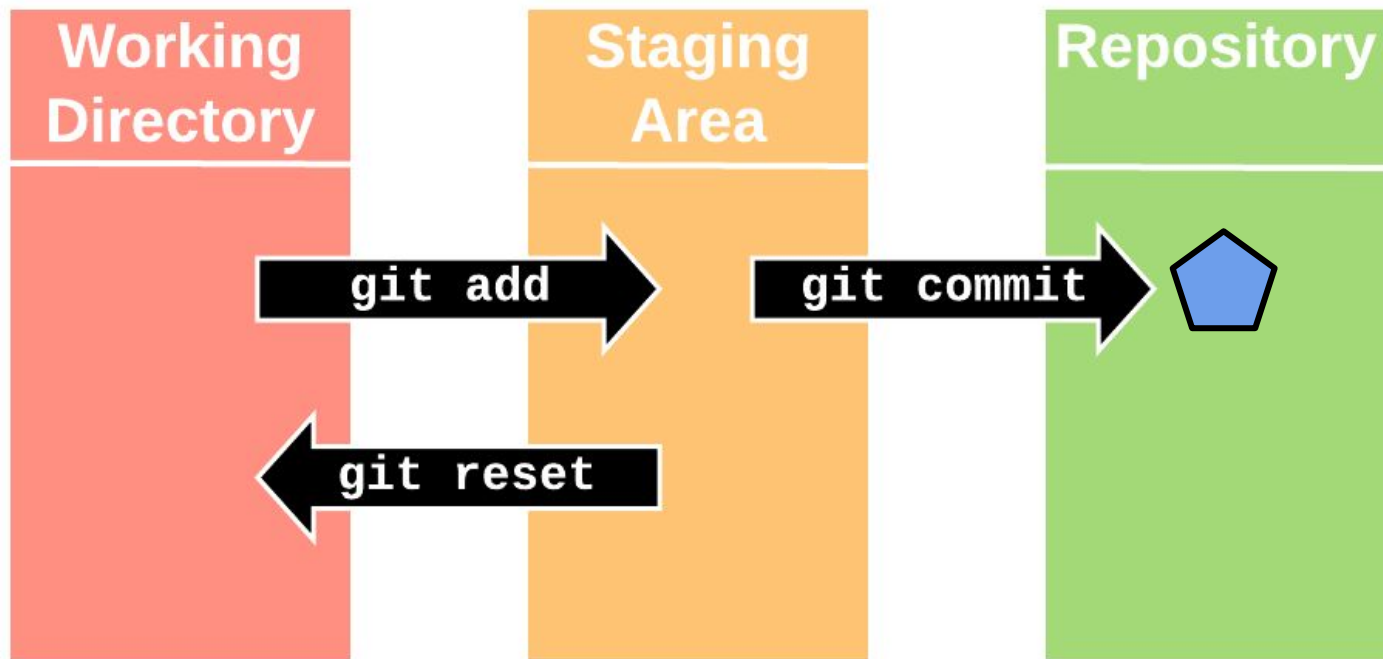 Working
Directory
Staging
Area
Repository
git add
git commit
git reset